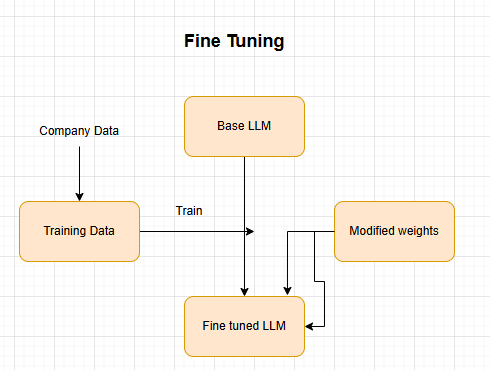 Fine Tuning
Base LLM
Company Data
Train
Training Data
Modified weights
Fine tuned LLM